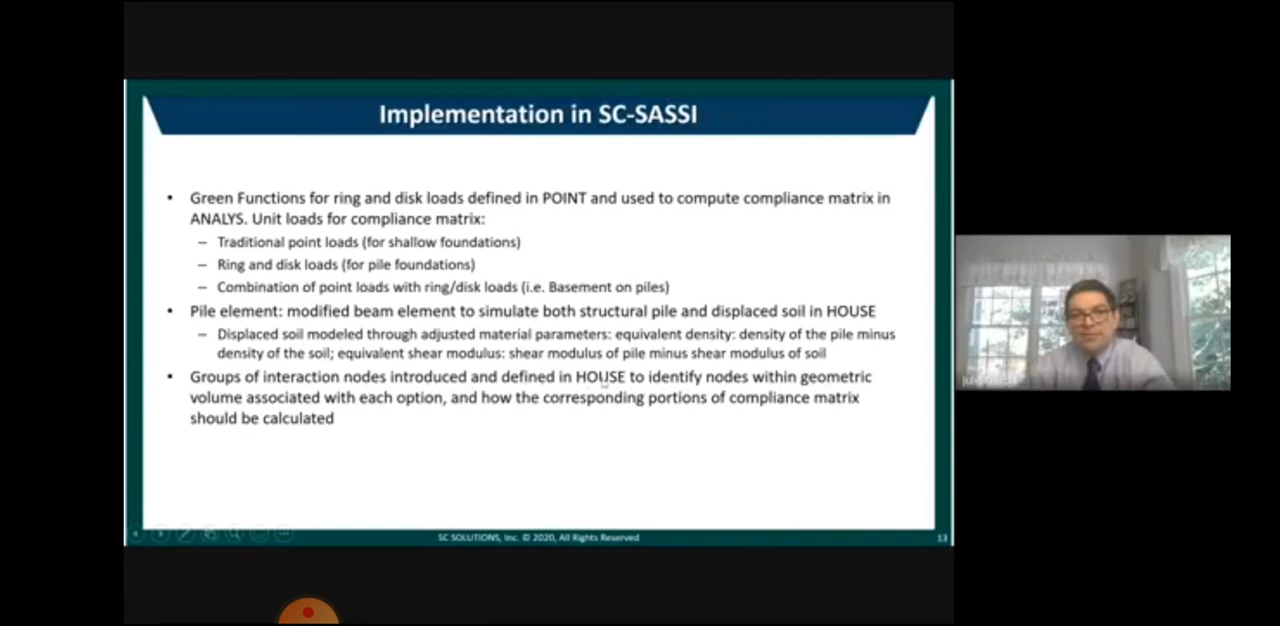 Implementation in SC-SASSI
• Green Functions for ring and disk loads defined in POINT and used to compute compliance matrix in
ANALYS. Unit loads for compliance matrix:
– Traditional point loads (for shallow foundations)
– Ring and disk loads (for pile foundations)
– Combination of point loads with ring/disk loads (i.e. Basement on piles)
• Pile element: modified beam element to simulate both structural pile and displaced soil in HOUSE
– Displaced soil modeled through adjusted material parameters: equivalent density: density of the pile minus
density of the soil; equivalent shear modulus: shear modulus of pile minus shear modulus of soil
• Groups of interaction nodes introduced and defined in HOUSE to identify nodes within geometric
volume associated with each option, and how the corresponding portions of compliance matrix
should be calculated
SC SOLUTIONS, Inc. © 2020, All Rights Reserved
13